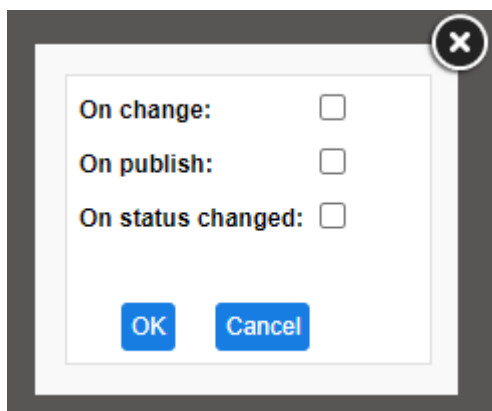 On change:
On publish:
On status changed:
OK Cancel